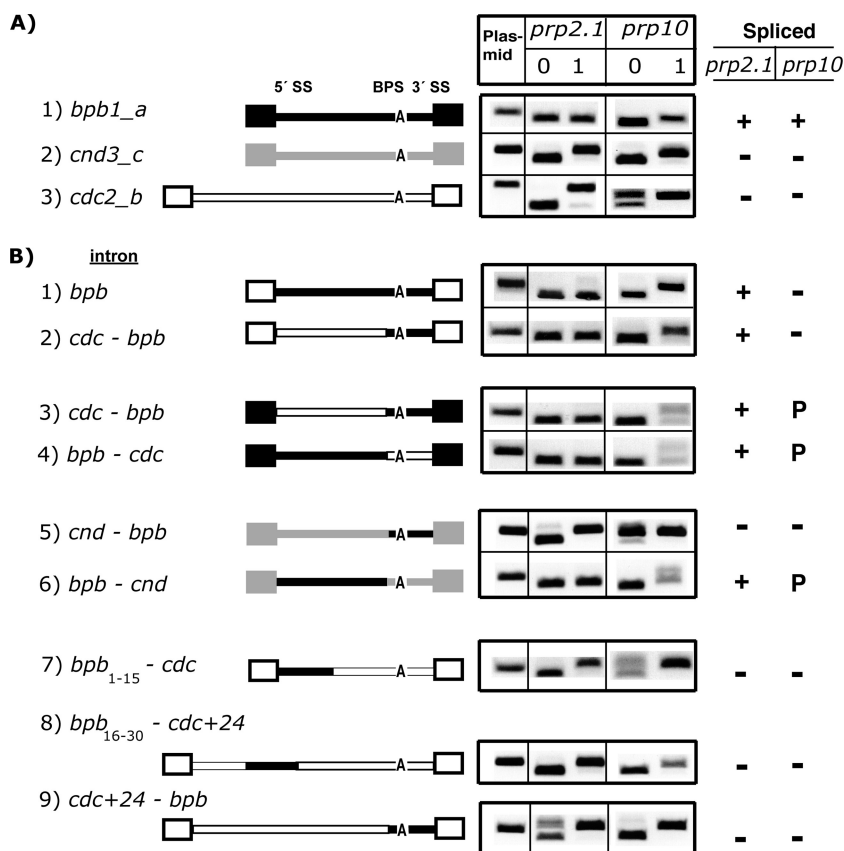 A)
Plas-
mid
prp2.1 prp10
0 1 0 1
Spliced
prp2.1 prp10
5´ SS BPS 3´ SS
1) bpb1_a A + +
2) cnd3_c A - -
3) cdc2_b A - -
B) intron
1) bpb A + -
2) cdc - bpb A + -
3) cdc - bpb A + P
4) bpb - cdc A + P
5) cnd - bpb A - -
6) bpb - cnd A + P
7) bpb1-15 - cdc A - -
8) bpb16-30 - cdc+24
A - -
9) cdc+24 - bpb
A - -